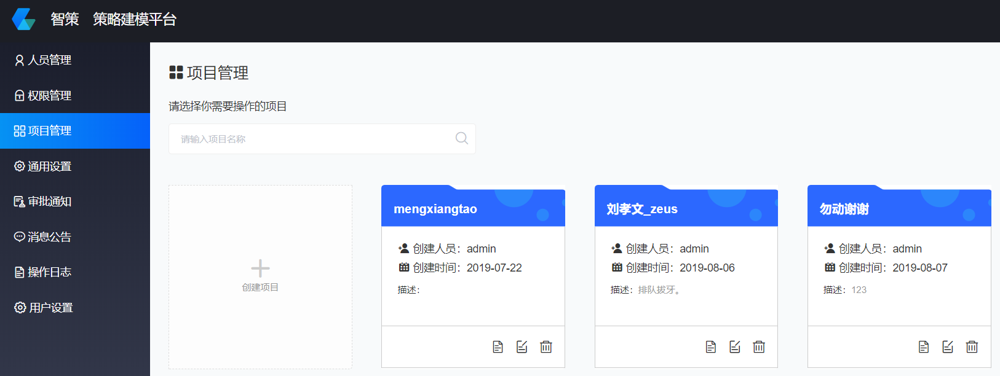 智策 策略建模平台
人员管理
权限管理
项目管理
通用设置
审批通知
消息公告
操作日志
用户设置
项目管理
请选择你需要操作的项目
请输入项目名称
创建项目
mengxiangtao
创建人员：admin
创建时间：2019-07-22
描述：
刘孝文_zeus
创建人员：admin
创建时间：2019-08-06
描述：排队拔牙。
勿动谢谢
创建人员：admin
创建时间：2019-08-07
描述：123